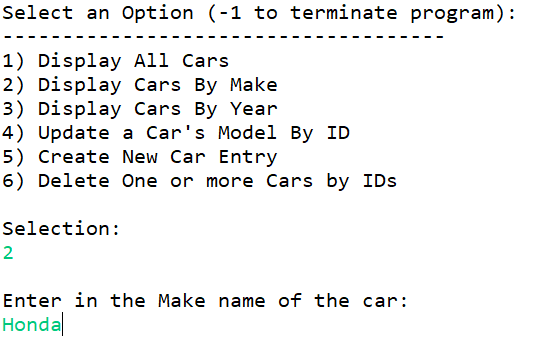 Select an Option (-1 to terminate program):
-------------------------------------
1) Display All Cars
2) Display Cars By Make
3) Display Cars By Year
4) Update a Car's Model By ID
5) Create New Car Entry
6) Delete One or more Cars by IDs
Selection:
2
Enter in the Make name of the car:
Honda